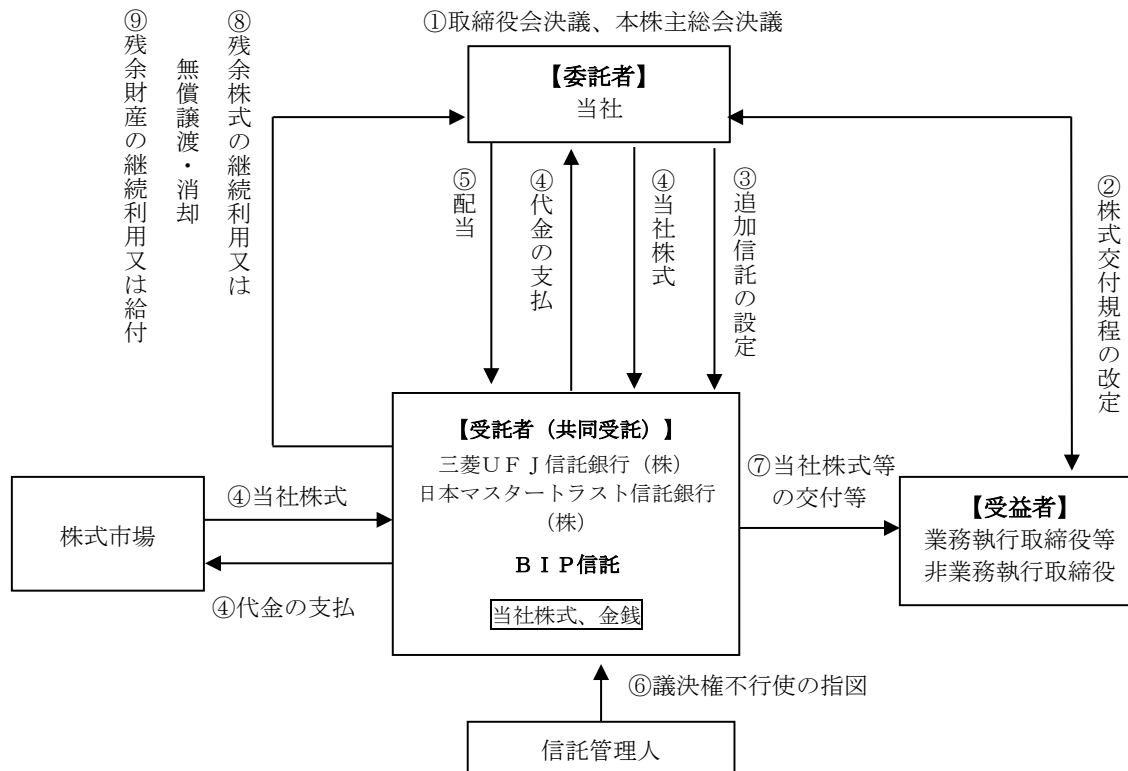 ①取締役会決議、本株主総会決議
【委託者】
当社
⑨残余財産の継続利用又は給付
⑧残余株式の継続利用又は
無償譲渡・消却
⑤配当
④代金の支払
④当社株式
③追加信託の設定
②株式交付規程の改定
【受託者（共同受託）】
三菱ＵＦＪ信託銀行（株）
日本マスタートラスト信託銀行
（株）
ＢＩＰ信託
当社株式、金銭
株式市場
④当社株式
④代金の支払
⑦当社株式等
の交付等
【受益者】
業務執行取締役等
非業務執行取締役
⑥議決権不行使の指図
信託管理人